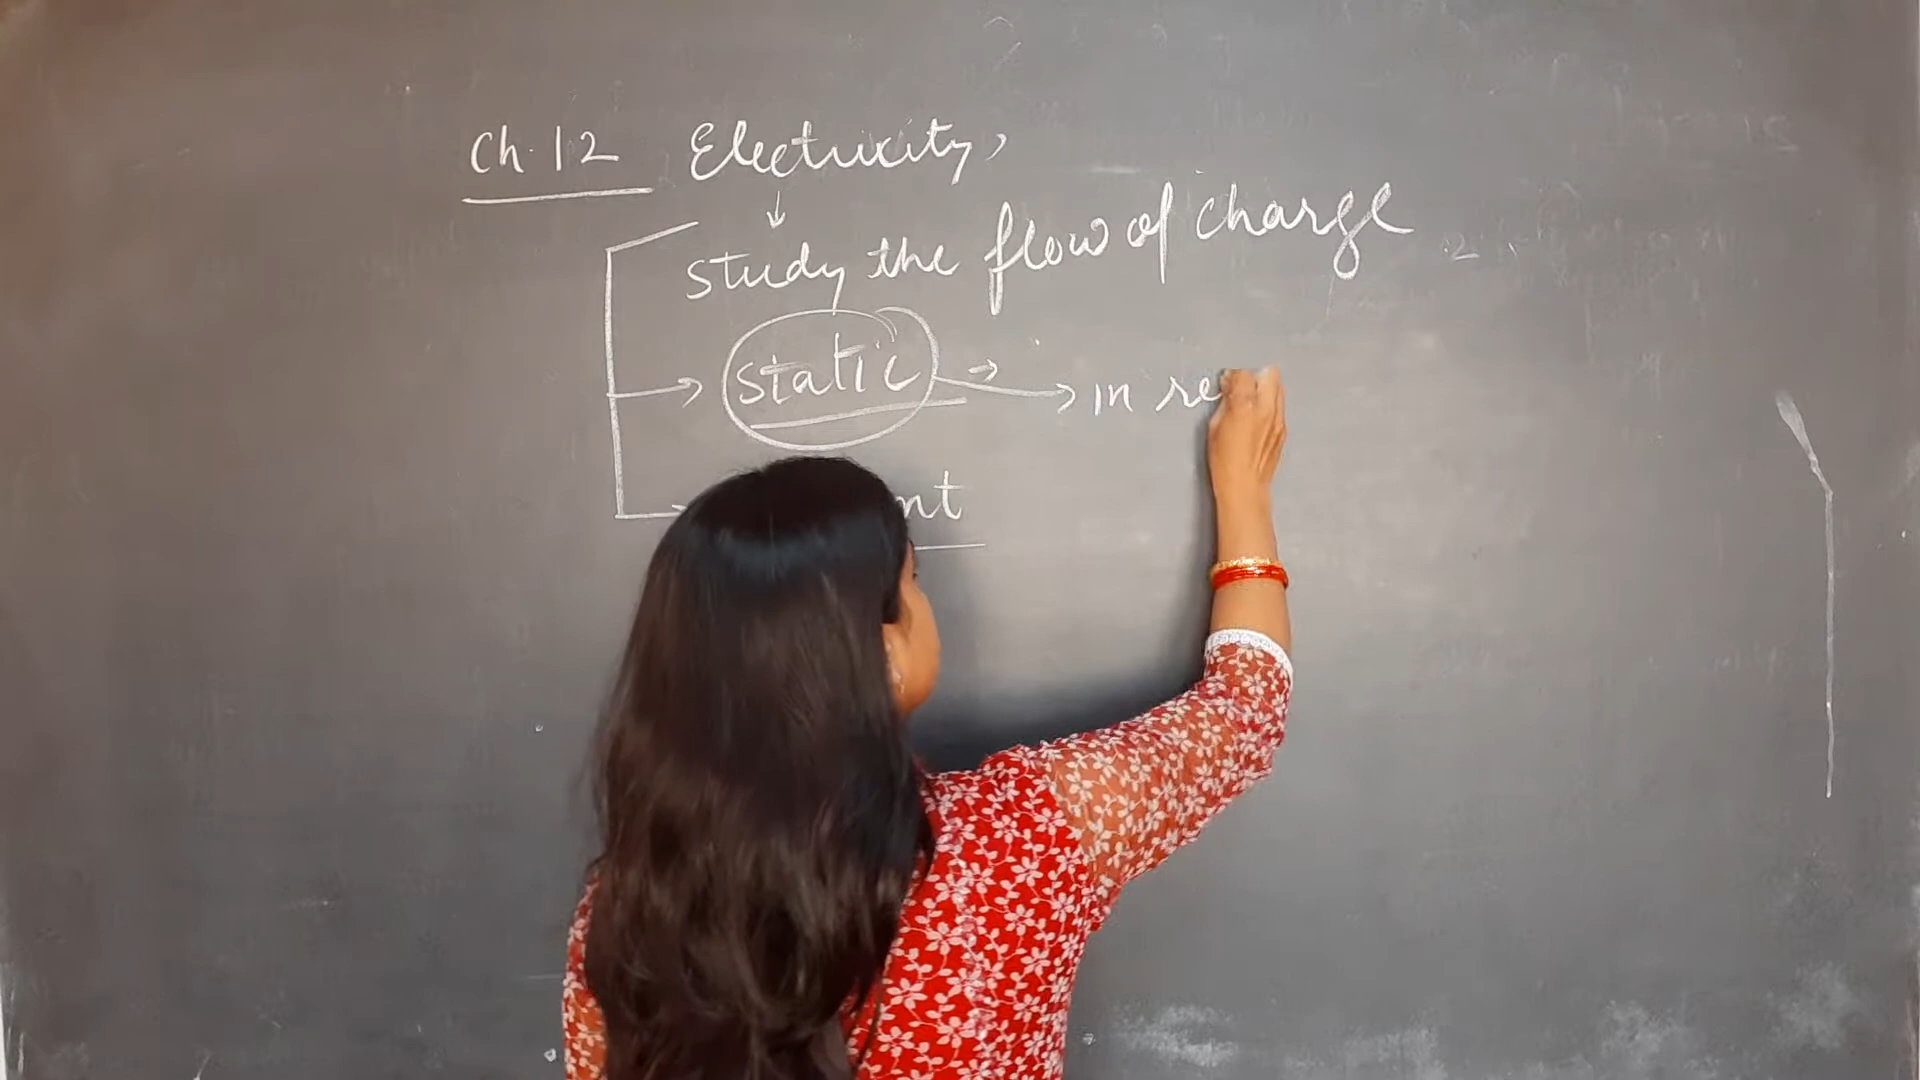 Ch. 12 Electricity,
↓
study the flow of charge
→ static → → in re
nt